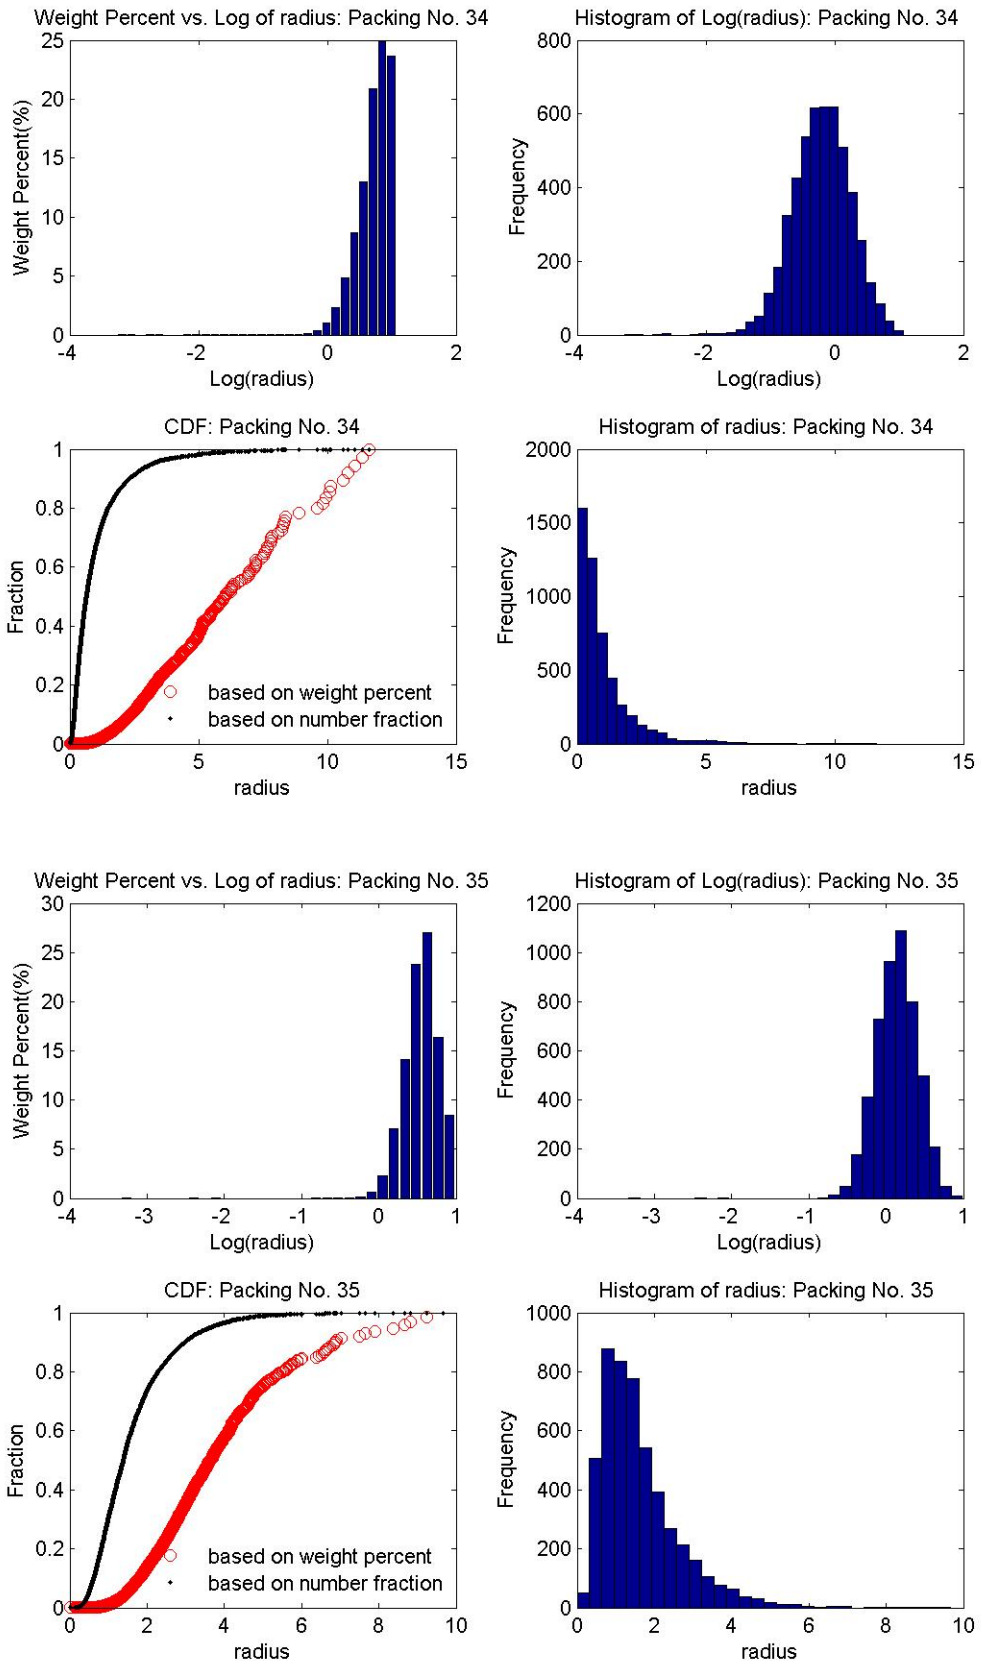 Weight Percent vs. Log of radius: Packing No. 34
25
20
15
10
5
0
Weight Percent(%)
-4 -2 0 2
Log(radius)
Histogram of Log(radius): Packing No. 34
800
600
400
200
0
Frequency
-4 -2 0 2
Log(radius)
CDF: Packing No. 34
1
0.8
0.6
0.4
0.2
0
Fraction
based on weight percent
based on number fraction
0 5 10 15
radius
Histogram of radius: Packing No. 34
2000
1500
1000
500
0
Frequency
0 5 10 15
radius
Weight Percent vs. Log of radius: Packing No. 35
30
25
20
15
10
5
0
Weight Percent(%)
-4 -3 -2 -1 0 1
Log(radius)
Histogram of Log(radius): Packing No. 35
1200
1000
800
600
400
200
0
Frequency
-4 -3 -2 -1 0 1
Log(radius)
CDF: Packing No. 35
1
0.8
0.6
0.4
0.2
0
Fraction
based on weight percent
based on number fraction
0 2 4 6 8 10
radius
Histogram of radius: Packing No. 35
1000
800
600
400
200
0
Frequency
0 2 4 6 8 10
radius